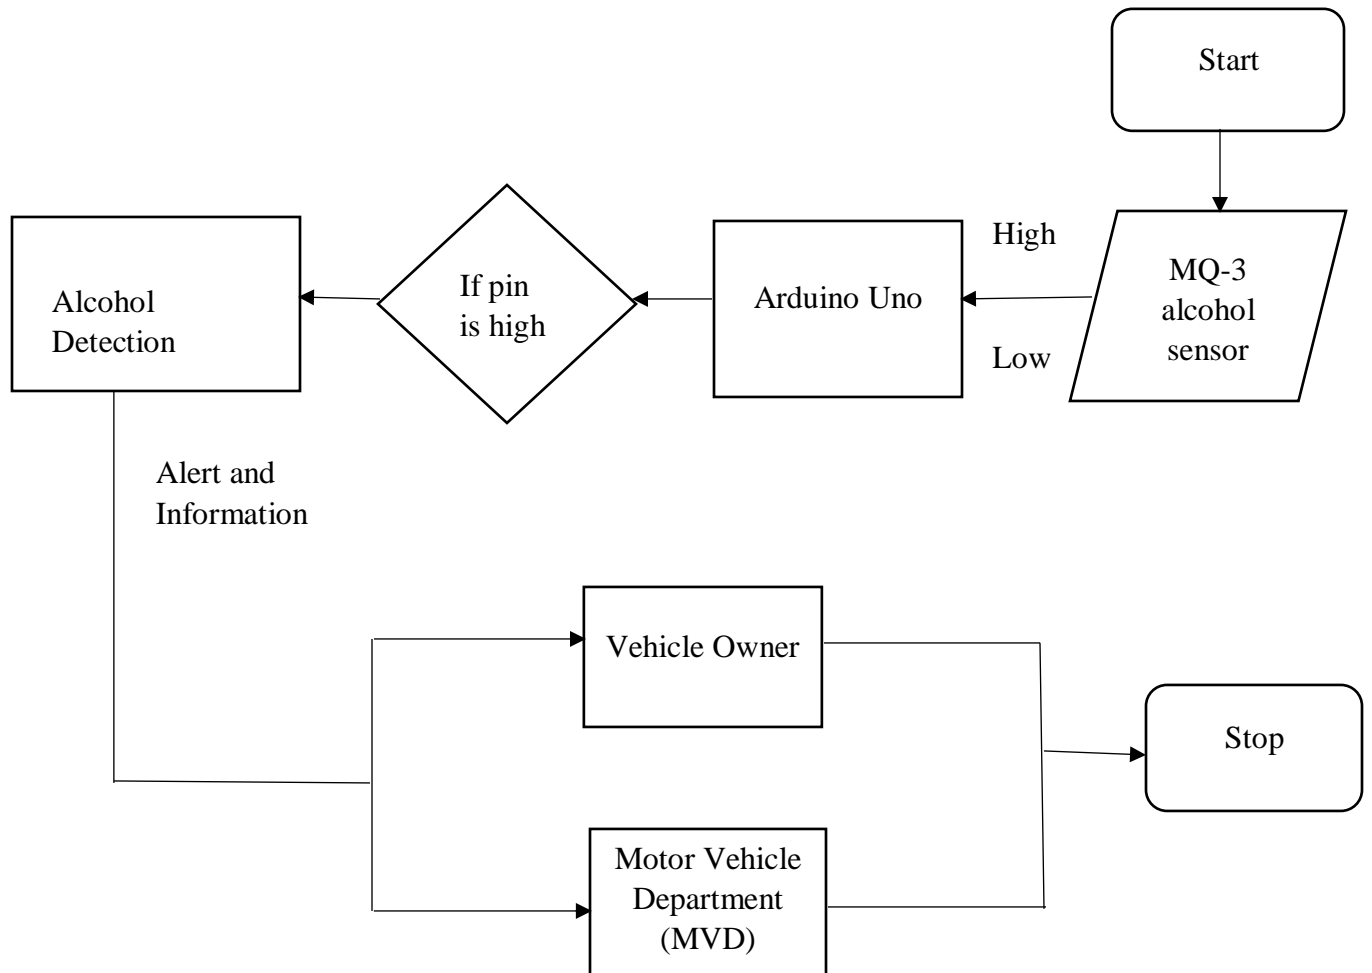 Start
MQ-3
alcohol
sensor
High
Low
Arduino Uno
If pin
is high
Alcohol
Detection
Alert and
Information
Vehicle Owner
Motor Vehicle
Department
(MVD)
Stop